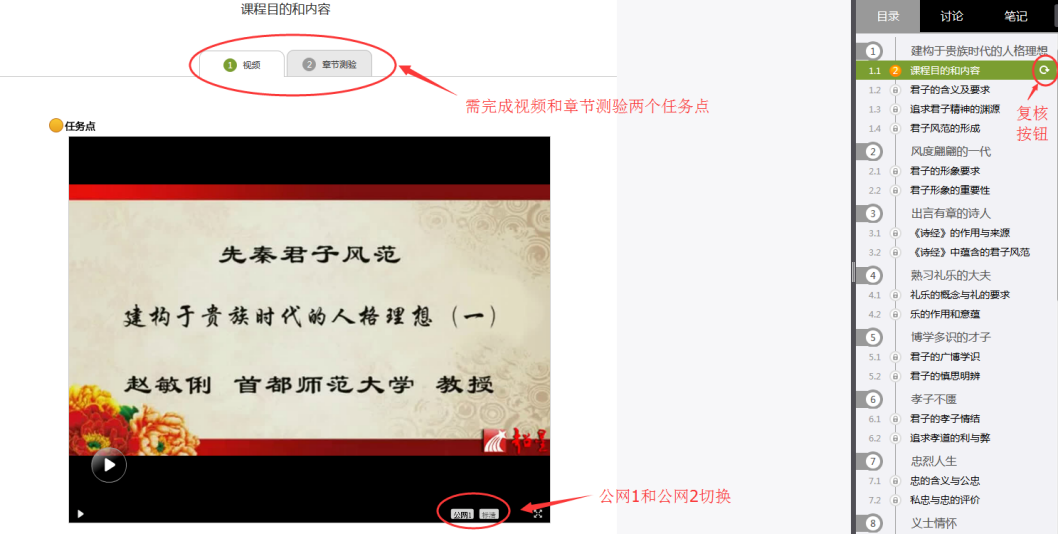 课程目的和内容
1 视频
2 章节测验
需完成视频和章节测验两个任务点
任务点
先秦君子风范
建构于贵族时代的人格理想（一）
赵敏俐 首都师范大学 教授
超星
公网1 标清
公网1和公网2切换
目录 讨论 笔记
1 建构于贵族时代的人格理想
1.1 2 课程目的和内容
复核
按钮
1.2 君子的含义及要求
1.3 追求君子精神的渊源
1.4 君子风范的形成
2 风度翩翩的一代
2.1 君子的形象要求
2.2 君子形象的重要性
3 出言有章的诗人
3.1 《诗经》的作用与来源
3.2 《诗经》中蕴含的君子风范
4 熟习礼乐的大夫
4.1 礼乐的概念与礼的要求
4.2 乐的作用和意蕴
5 博学多识的才子
5.1 君子的广博学识
5.2 君子的慎思明辨
6 孝子不匮
6.1 君子的孝子情结
6.2 追求孝道的利与弊
7 忠烈人生
7.1 忠的含义与公忠
7.2 私忠与忠的评价
8 义士情怀